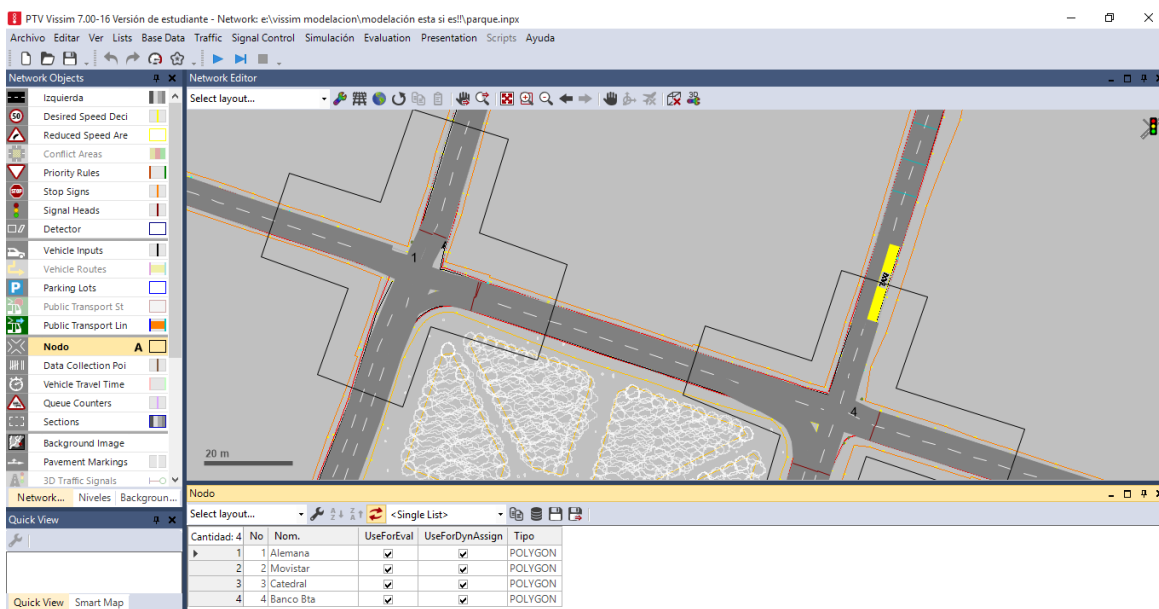 PTV Vissim 7.00-16 Versión de estudiante - Network: e:\vissim modelacion\modelación esta si es!!\parque.inpx
Archivo Editar Ver Lists Base Data Traffic Signal Control Simulación Evaluation Presentation Scripts Ayuda
Network Objects
Izquierda
50 Desired Speed Deci
Reduced Speed Are
Conflict Areas
Priority Rules
STOP Stop Signs
Signal Heads
Detector
Vehicle Inputs
Vehicle Routes
P Parking Lots
Public Transport St
Public Transport Lin
Nodo A
Data Collection Poi
Vehicle Travel Time
Queue Counters
Sections
Background Image
Pavement Markings
A 3D Traffic Signals
Network... Niveles Backgroun...
Quick View
Quick View Smart Map
Network Editor
Select layout...
1
4
20 m
Nodo
Select layout... <Single List>
Cantidad: 4 No Nom. UseForEval UseForDynAssign Tipo
1 1 Alemana POLYGON
2 2 Movistar POLYGON
3 3 Catedral POLYGON
4 4 Banco Bta POLYGON